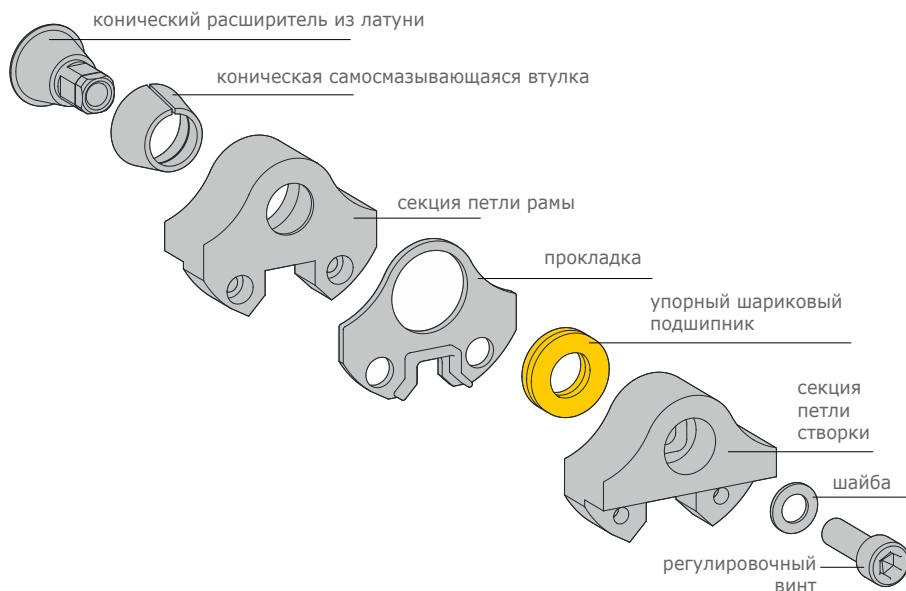 конический расширитель из латуни
коническая самосмазывающаяся втулка
секция петли рамы
прокладка
упорный шариковый
подшипник
секция
петли
створки
шайба
регулировочный
винт